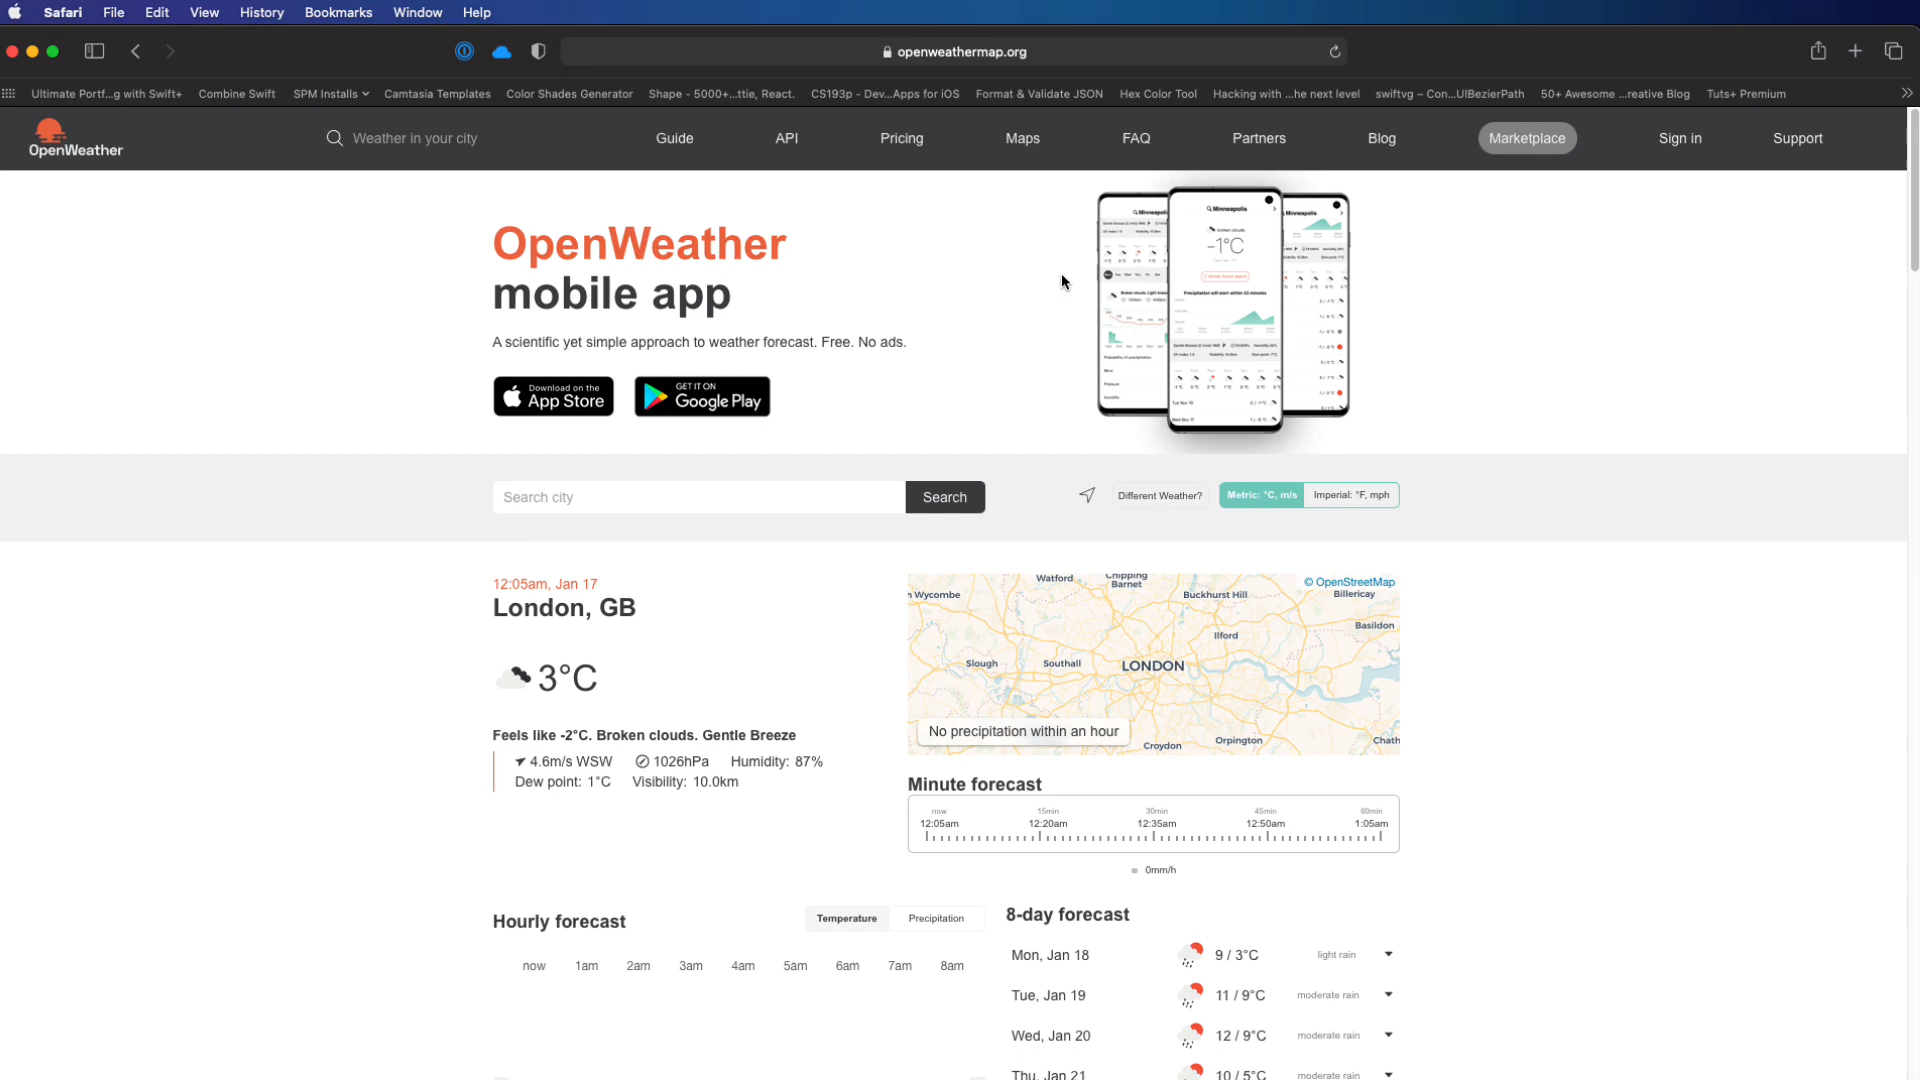 Safari File Edit View History Bookmarks Window Help
openweathermap.org
Ultimate Portf...g with Swift+ Combine Swift SPM Installs Camtasia Templates Color Shades Generator Shape - 5000+...ttie, React. CS193p - Dev...Apps for iOS Format & Validate JSON Hex Color Tool Hacking with ...he next level swiftvg – Con...UIBezierPath 50+ Awesome ...reative Blog Tuts+ Premium
OpenWeather Weather in your city Guide API Pricing Maps FAQ Partners Blog Marketplace Sign in Support
OpenWeather
mobile app
A scientific yet simple approach to weather forecast. Free. No ads.
Download on the
App Store
GET IT ON
Google Play
Minneapolis
broken clouds
-1°C
Precipitation will start within 23 minutes
Search city Search Different Weather? Metric: °C, m/s Imperial: °F, mph
12:05am, Jan 17
London, GB
3°C
Feels like -2°C. Broken clouds. Gentle Breeze
4.6m/s WSW 1026hPa Humidity: 87%
Dew point: 1°C Visibility: 10.0km
© OpenStreetMap
Watford
Chipping
Barnet
n Wycombe
Buckhurst Hill
Billericay
Basildon
Ilford
Slough
Southall
LONDON
No precipitation within an hour
Croydon
Orpington
Chath
Minute forecast
now 15min 30min 45min 60min
12:05am 12:20am 12:35am 12:50am 1:05am
0mm/h
Hourly forecast Temperature Precipitation
now 1am 2am 3am 4am 5am 6am 7am 8am
8-day forecast
Mon, Jan 18 9 / 3°C light rain
Tue, Jan 19 11 / 9°C moderate rain
Wed, Jan 20 12 / 9°C moderate rain
Thu, Jan 21 10 / 5°C moderate rain